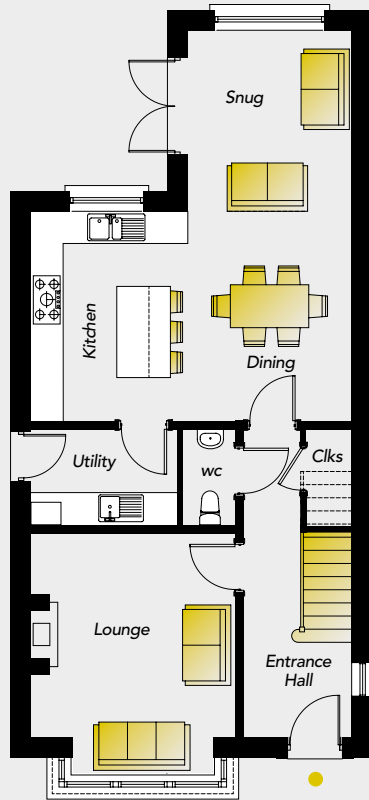 Snug
Kitchen
Dining
Utility
wc
Clks
Lounge
Entrance
Hall